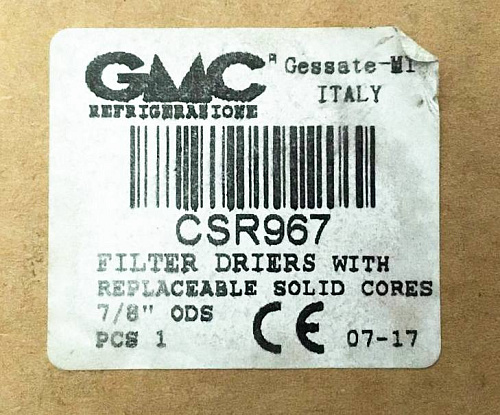 GMC® Gessate-MI
REFRIGERAZIONE ITALY
CSR967
FILTER DRIERS WITH
REPLACEABLE SOLID CORES
7/8" ODS
PCS 1 CE 07-17